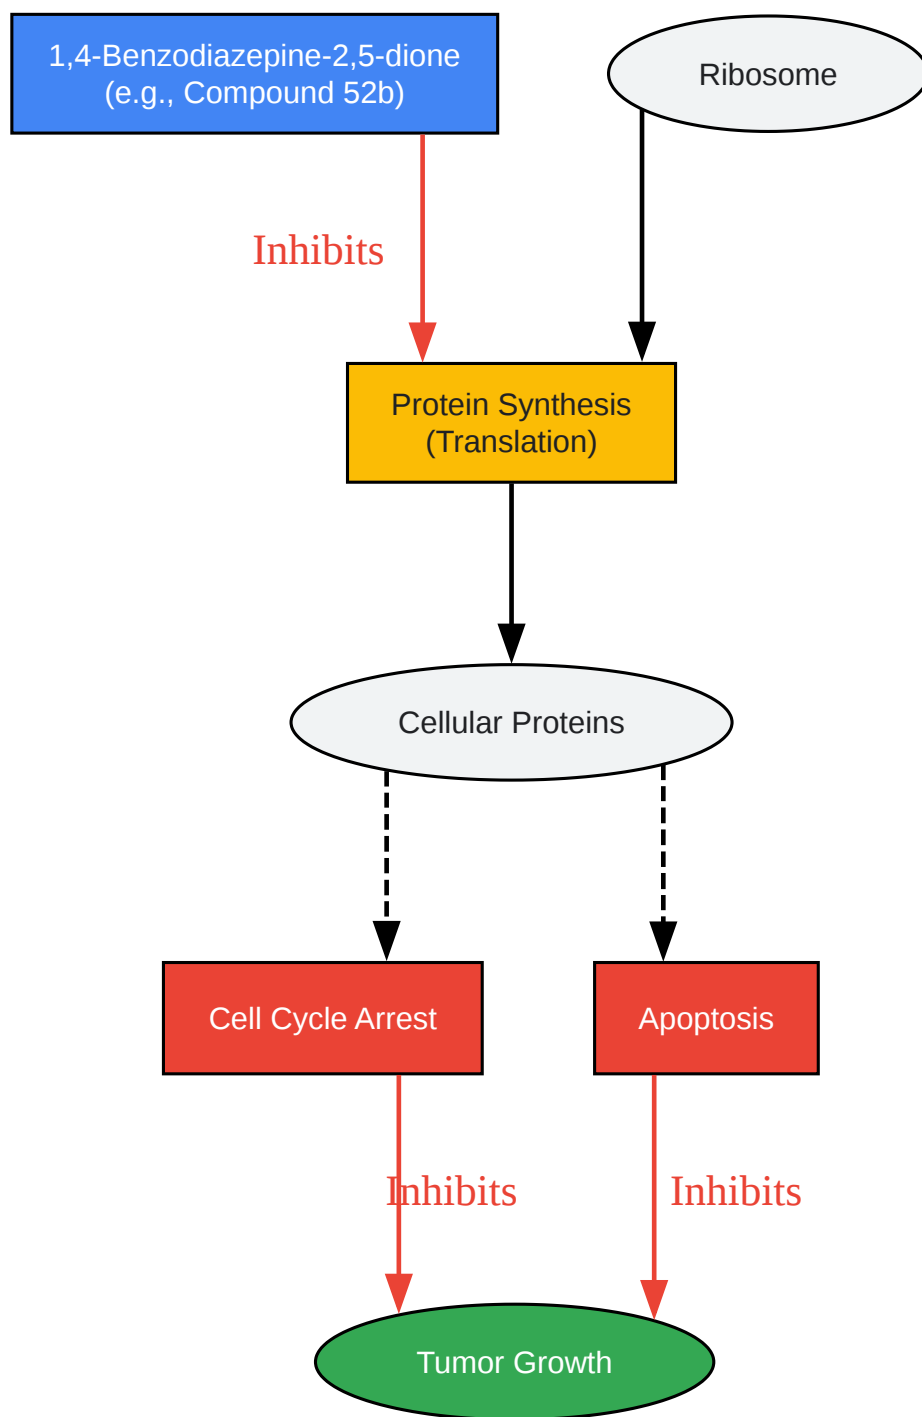 1,4-Benzodiazepine-2,5-dione
(e.g., Compound 52b)
Ribosome
Inhibits
Protein Synthesis
(Translation)
Cellular Proteins
Cell Cycle Arrest
Apoptosis
Inhibits
Inhibits
Tumor Growth